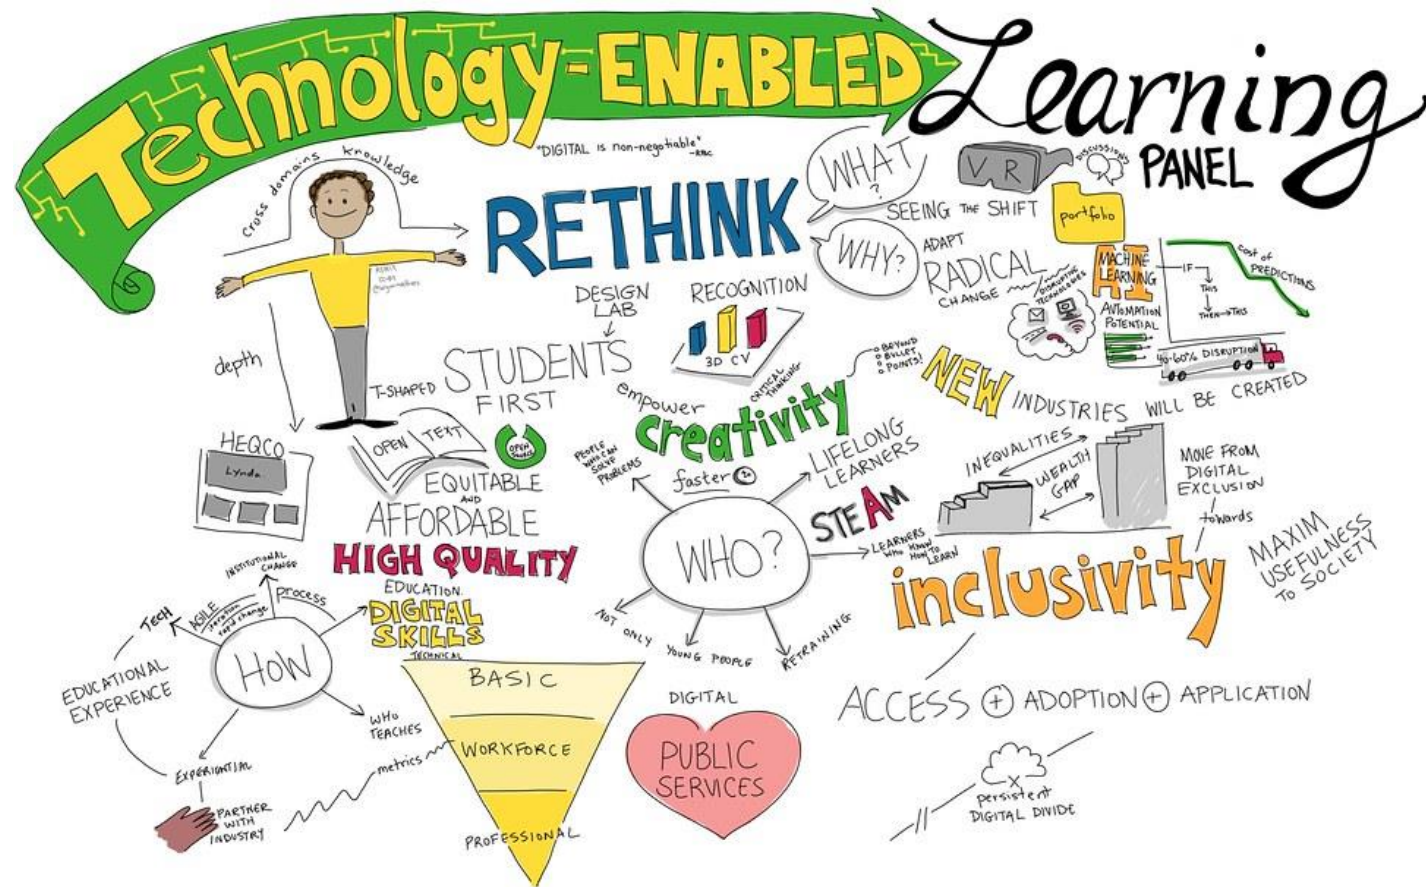 Technology-ENABLED
Learning
PANEL
cross domains knowledge
"DIGITAL is non-negotiable"
-RBC
RETHINK
WHAT
?
VR
DISCUSSIONS
SEEING THE SHIFT
portfolio
WHY?
ADAPT
RADICAL
CHANGE
DISRUPTIVE
TECHNOLOGIES
AI
MACHINE
LEARNING
AUTOMATION
POTENTIAL
IF
THIS
THEN→THIS
cost of
PREDICTIONS
40-60% DISRUPTION
depth
T-SHAPED
DESIGN
LAB
RECOGNITION
3D CV
STUDENTS
FIRST
empower
CRITICAL
THINKING
creativity
faster
BEYOND
BULLET
POINTS!
NEW INDUSTRIES WILL BE CREATED
HEQCO
Lynda
OPEN TEXT
OPEN
SOURCE
EQUITABLE
AND
AFFORDABLE
HIGH QUALITY
EDUCATION
DIGITAL
SKILLS
TECHNICAL
PEOPLE
WHO CAN
SOLVE
PROBLEMS
LIFELONG
LEARNERS
STEAM
WHO?
LEARNERS
WHO KNOW
HOW TO
LEARN
NOT ONLY
YOUNG PEOPLE
RETRAINING
INEQUALITIES
WEALTH
GAP
MOVE FROM
DIGITAL
EXCLUSION
towards
inclusivity
MAXIM
USEFULNESS
TO SOCIETY
INSTITUTIONAL
CHANGE
Tech
AGILE
iteration
rapid change
process
HOW
EDUCATIONAL
EXPERIENCE
WHO
TEACHES
EXPERIENTIAL
PARTNER
WITH
INDUSTRY
metrics
BASIC
WORKFORCE
PROFESSIONAL
DIGITAL
PUBLIC
SERVICES
ACCESS + ADOPTION + APPLICATION
persistent
DIGITAL DIVIDE